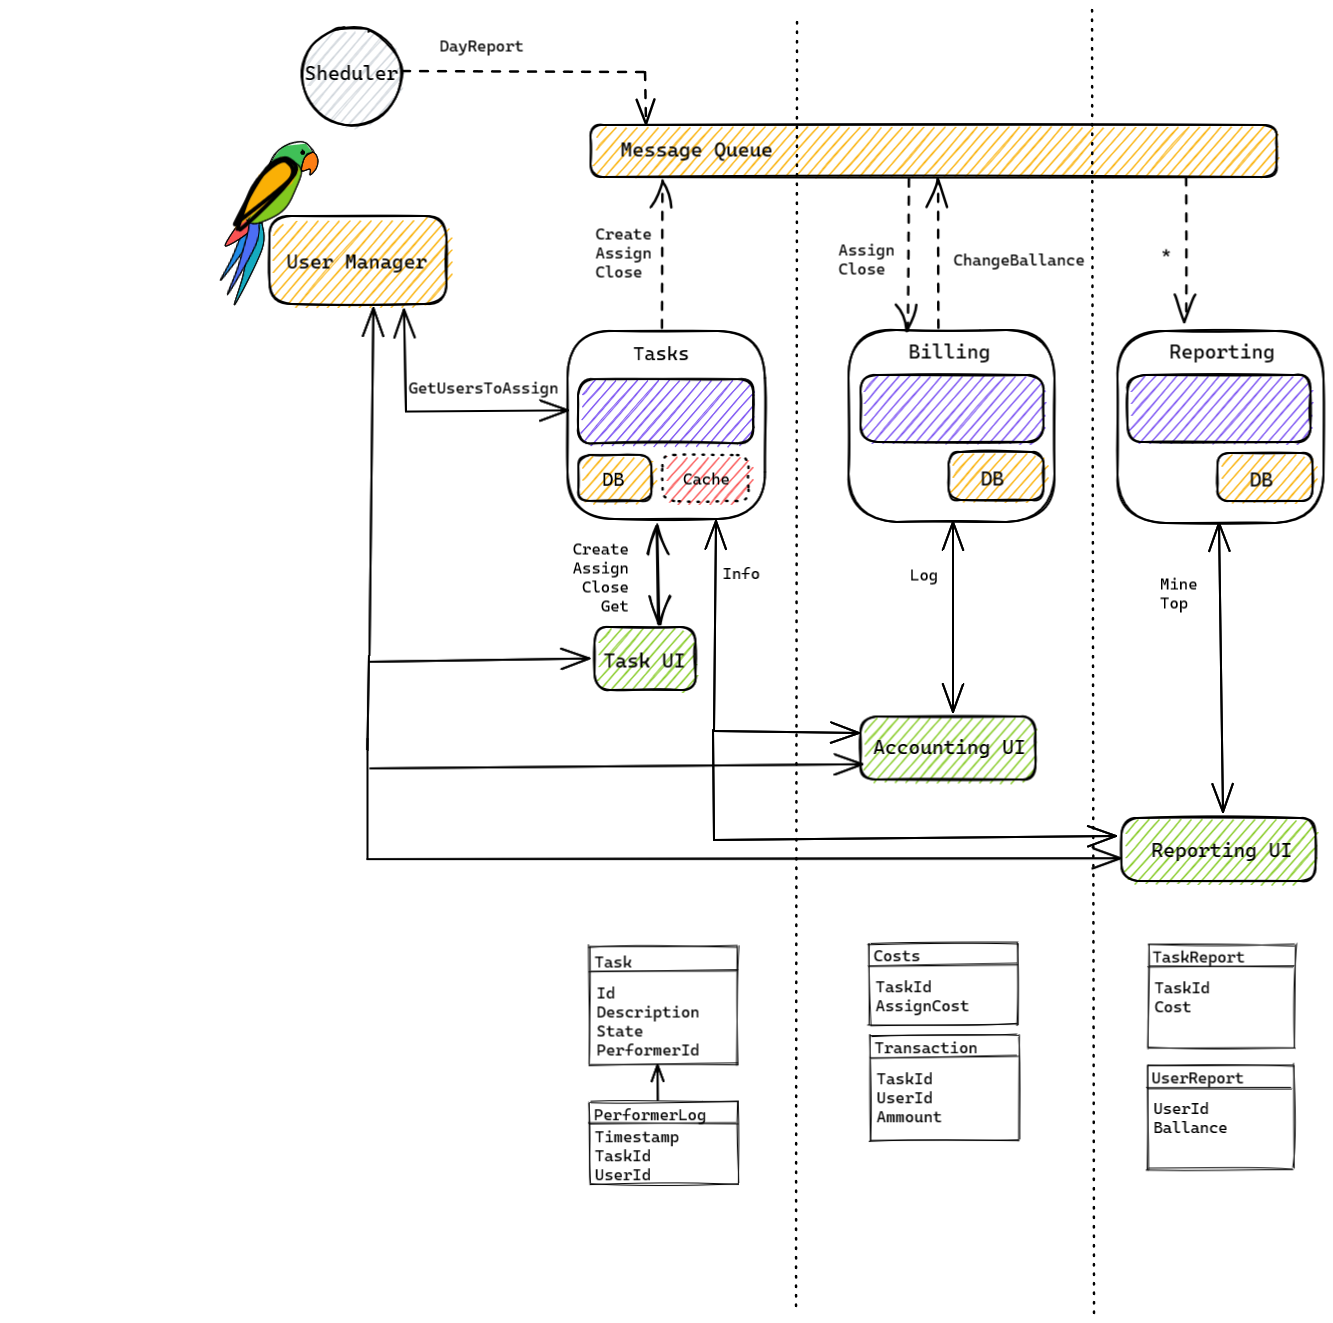 DayReport
Sheduler
Message Queue
User Manager
Create
Assign
Close
Assign
Close
ChangeBallance
*
GetUsersToAssign
Tasks
DB
Cache
Billing
DB
Reporting
DB
Create
Assign
Close
Get
Info
Log
Mine
Top
Task UI
Accounting UI
Reporting UI
Task
Id
Description
State
PerformerId
PerformerLog
Timestamp
TaskId
UserId
Costs
TaskId
AssignCost
Transaction
TaskId
UserId
Ammount
TaskReport
TaskId
Cost
UserReport
UserId
Ballance